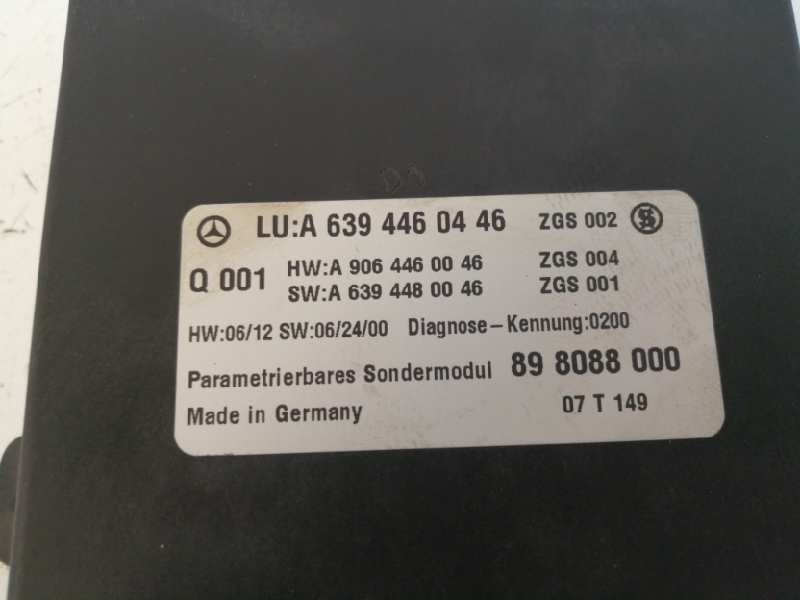 LU:A 639 446 04 46 ZGS 002
Q 001 HW:A 906 446 00 46 ZGS 004
SW:A 639 448 00 46 ZGS 001
HW:06/12 SW:06/24/00 Diagnose-Kennung:0200
Parametrierbares Sondermodul 89 8088 000
Made in Germany 07 T 149